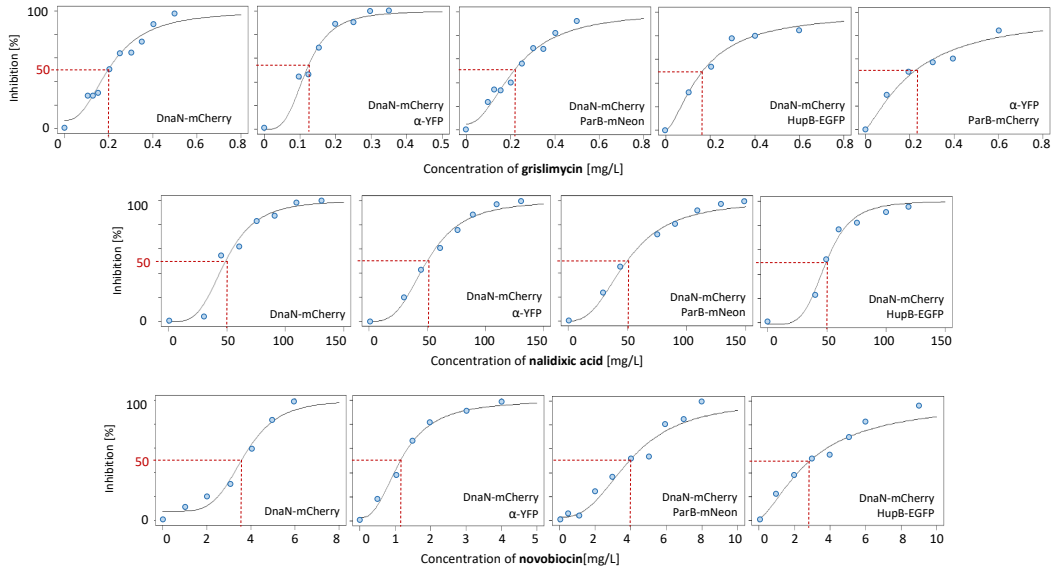 100
50
0
Inhibition [%]
DnaN-mCherry
DnaN-mCherry
α-YFP
DnaN-mCherry
ParB-mNeon
DnaN-mCherry
HupB-EGFP
α-YFP
ParB-mCherry
0 0.2 0.4 0.6 0.8
0 0.1 0.2 0.3 0.4 0.5
0 0.2 0.4 0.6 0.8
0 0.2 0.4 0.6 0.8
0 0.2 0.4 0.6 0.8
Concentration of grislimycin [mg/L]
100
50
0
Inhibition [%]
DnaN-mCherry
DnaN-mCherry
α-YFP
DnaN-mCherry
ParB-mNeon
DnaN-mCherry
HupB-EGFP
0 50 100 150
0 50 100 150
0 50 100 150
0 50 100 150
Concentration of nalidixic acid [mg/L]
100
50
0
Inhibition [%]
DnaN-mCherry
DnaN-mCherry
α-YFP
DnaN-mCherry
ParB-mNeon
DnaN-mCherry
HupB-EGFP
0 2 4 6 8
0 1 2 3 4 5
0 2 4 6 8 10
0 2 4 6 8 10
Concentration of novobiocin[mg/L]